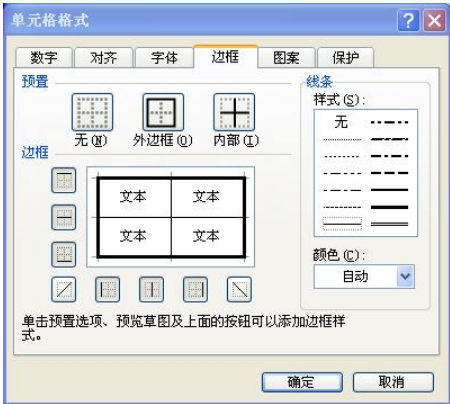 单元格格式
数字 对齐 字体 边框 图案 保护
预置 线条
样式(S):
无
无(N) 外边框(O) 内部(I)
边框
文本 文本
文本 文本
颜色(C):
自动
单击预置选项、预览草图及上面的按钮可以添加边框样
式。
确定 取消